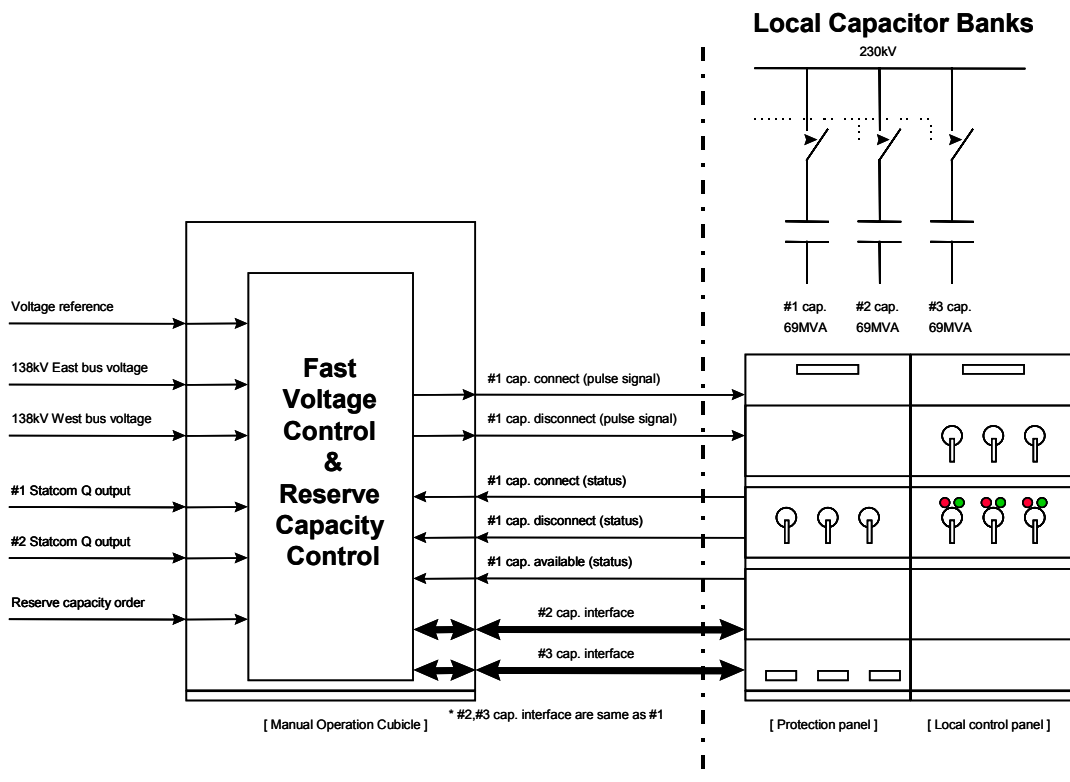 Local Capacitor Banks
230kV
#1 cap.
69MVA
#2 cap.
69MVA
#3 cap.
69MVA
Voltage reference
138kV East bus voltage
138kV West bus voltage
#1 Statcom Q output
#2 Statcom Q output
Reserve capacity order
Fast
Voltage
Control
&
Reserve
Capacity
Control
#1 cap. connect (pulse signal)
#1 cap. disconnect (pulse signal)
#1 cap. connect (status)
#1 cap. disconnect (status)
#1 cap. available (status)
#2 cap. interface
#3 cap. interface
* #2,#3 cap. interface are same as #1
[ Manual Operation Cubicle ]
[ Protection panel ]
[ Local control panel ]